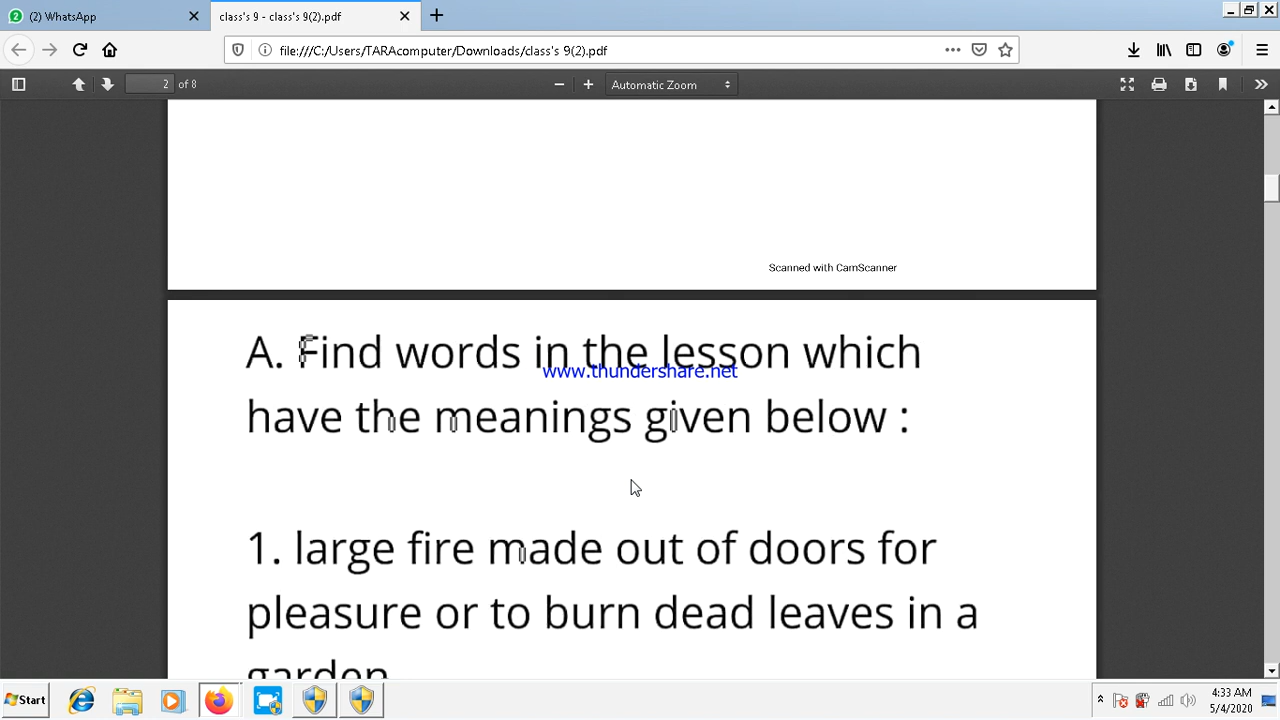 (2) WhatsApp
class's 9 - class's 9(2).pdf
file:///C:/Users/TARAcomputer/Downloads/class's 9(2).pdf
2 of 8
Automatic Zoom
Scanned with CamScanner
A. Find words in the lesson which
www.thundershare.net
have the meanings given below :
1. large fire made out of doors for
pleasure or to burn dead leaves in a
garden
Start
4:33 AM
5/4/2020